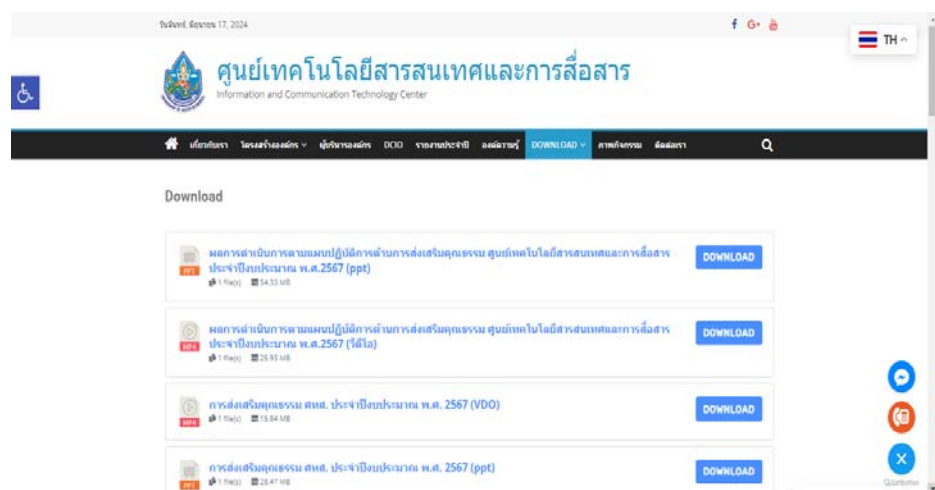 วันจันทร์, มิถุนายน 17, 2024
TH
ศูนย์เทคโนโลยีสารสนเทศและการสื่อสาร
Information and Communication Technology Center
เกี่ยวกับเรา โครงสร้างองค์กร ผู้บริหารองค์กร DCIO รายงานประจำปี องค์ความรู้ DOWNLOAD ภาพกิจกรรม ติดต่อเรา
Download
ผลการดำเนินการตามแผนปฏิบัติการด้านการส่งเสริมคุณธรรม ศูนย์เทคโนโลยีสารสนเทศและการสื่อสาร
ประจำปีงบประมาณ พ.ศ.2567 (ppt)
1 file(s) 54.33 MB
PPT
DOWNLOAD
ผลการดำเนินการตามแผนปฏิบัติการด้านการส่งเสริมคุณธรรม ศูนย์เทคโนโลยีสารสนเทศและการสื่อสาร
ประจำปีงบประมาณ พ.ศ.2567 (วีดีโอ)
1 file(s) 25.93 MB
MP4
DOWNLOAD
การส่งเสริมคุณธรรม ศทส. ประจำปีงบประมาณ พ.ศ. 2567 (VDO)
1 file(s) 15.84 MB
MP4
DOWNLOAD
การส่งเสริมคุณธรรม ศทส. ประจำปีงบประมาณ พ.ศ. 2567 (ppt)
1 file(s) 28.47 MB
PPT
DOWNLOAD